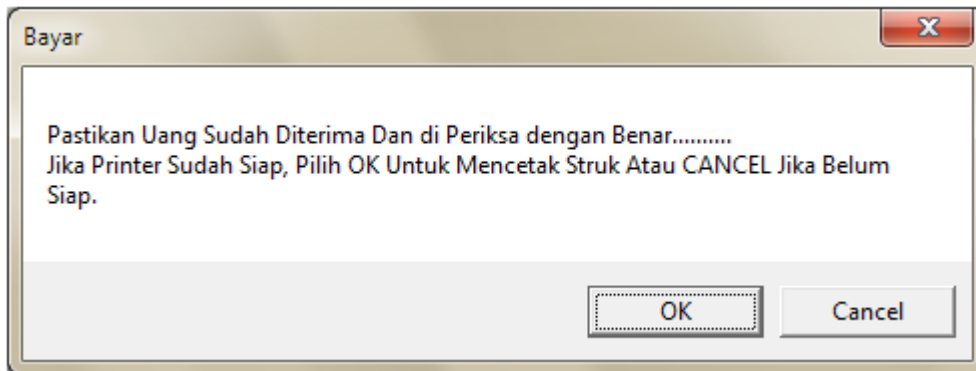 Bayar
Pastikan Uang Sudah Diterima Dan di Periksa dengan Benar..........
Jika Printer Sudah Siap, Pilih OK Untuk Mencetak Struk Atau CANCEL Jika Belum
Siap.
OK
Cancel